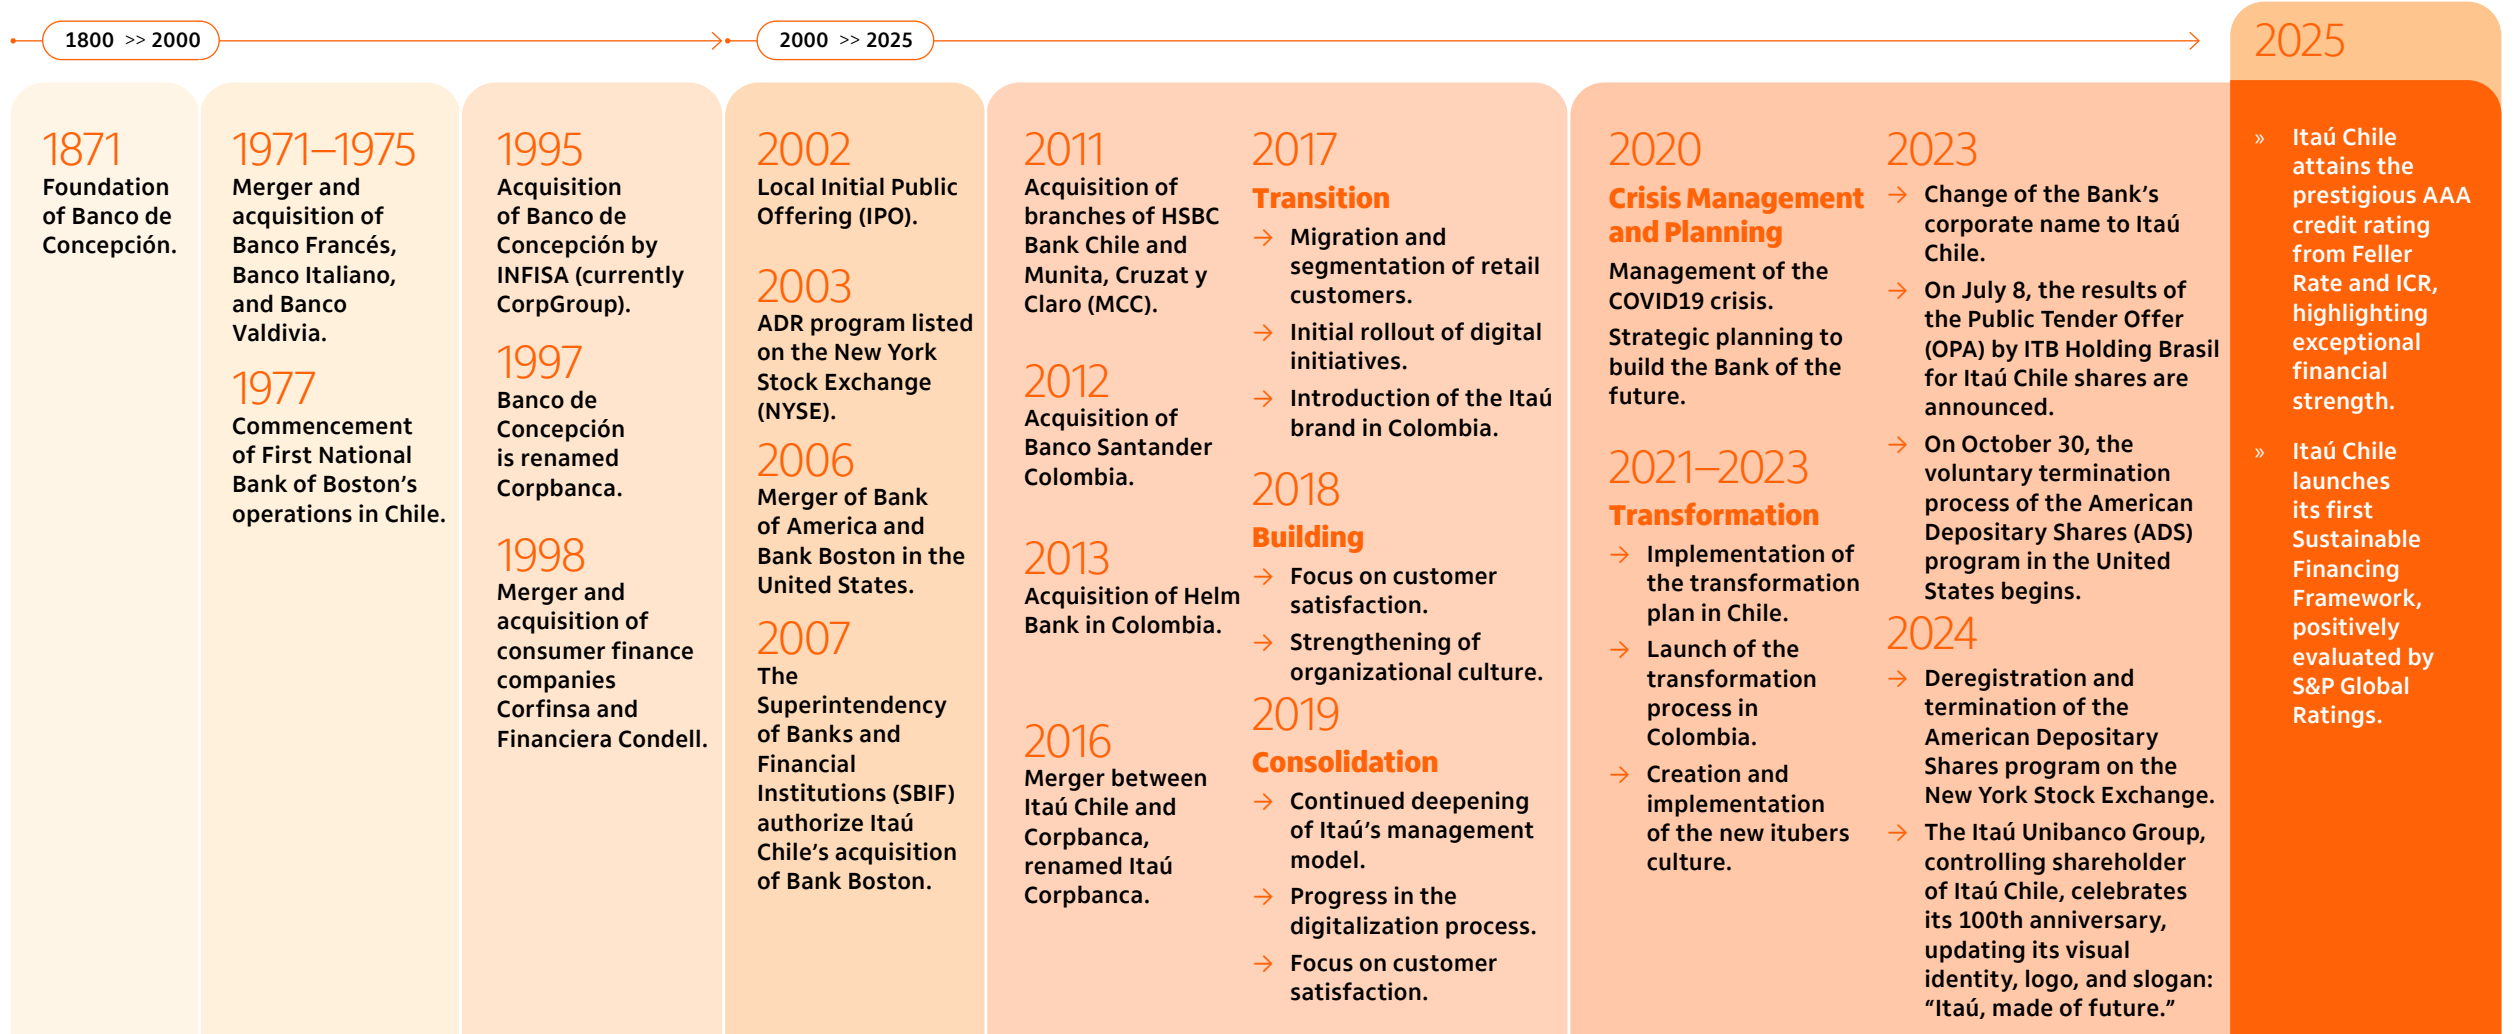 1800 >> 2000
2000 >> 2025
1871
Foundation
of Banco de
Concepción.
1971–1975
Merger and
acquisition of
Banco Francés,
Banco Italiano,
and Banco
Valdivia.
1977
Commencement
of First National
Bank of Boston’s
operations in Chile.
1995
Acquisition
of Banco de
Concepción by
INFISA (currently
CorpGroup).
1997
Banco de
Concepción
is renamed
Corpbanca.
1998
Merger and
acquisition of
consumer finance
companies
Corfinsa and
Financiera Condell.
2002
Local Initial Public
Offering (IPO).
2003
ADR program listed
on the New York
Stock Exchange
(NYSE).
2006
Merger of Bank
of America and
Bank Boston in the
United States.
2007
The
Superintendency
of Banks and
Financial
Institutions (SBIF)
authorize Itaú
Chile’s acquisition
of Bank Boston.
2011
Acquisition of
branches of HSBC
Bank Chile and
Munita, Cruzat y
Claro (MCC).
2012
Acquisition of
Banco Santander
Colombia.
2013
Acquisition of Helm
Bank in Colombia.
2016
Merger between
Itaú Chile and
Corpbanca,
renamed Itaú
Corpbanca.
2017
Transition
→ Migration and
segmentation of retail
customers.
→ Initial rollout of digital
initiatives.
→ Introduction of the Itaú
brand in Colombia.
2018
Building
→ Focus on customer
satisfaction.
→ Strengthening of
organizational culture.
2019
Consolidation
→ Continued deepening
of Itaú’s management
model.
→ Progress in the
digitalization process.
→ Focus on customer
satisfaction.
2020
Crisis Management
and Planning
Management of the
COVID19 crisis.
Strategic planning to
build the Bank of the
future.
2021–2023
Transformation
→ Implementation of
the transformation
plan in Chile.
→ Launch of the
transformation
process in
Colombia.
→ Creation and
implementation
of the new itubers
culture.
2023
→ Change of the Bank’s
corporate name to Itaú
Chile.
→ On July 8, the results of
the Public Tender Offer
(OPA) by ITB Holding Brasil
for Itaú Chile shares are
announced.
→ On October 30, the
voluntary termination
process of the American
Depositary Shares (ADS)
program in the United
States begins.
2024
→ Deregistration and
termination of the
American Depositary
Shares program on the
New York Stock Exchange.
→ The Itaú Unibanco Group,
controlling shareholder
of Itaú Chile, celebrates
its 100th anniversary,
updating its visual
identity, logo, and slogan:
“Itaú, made of future.”
2025
» Itaú Chile
attains the
prestigious AAA
credit rating
from Feller
Rate and ICR,
highlighting
exceptional
financial
strength.
» Itaú Chile
launches
its first
Sustainable
Financing
Framework,
positively
evaluated by
S&P Global
Ratings.